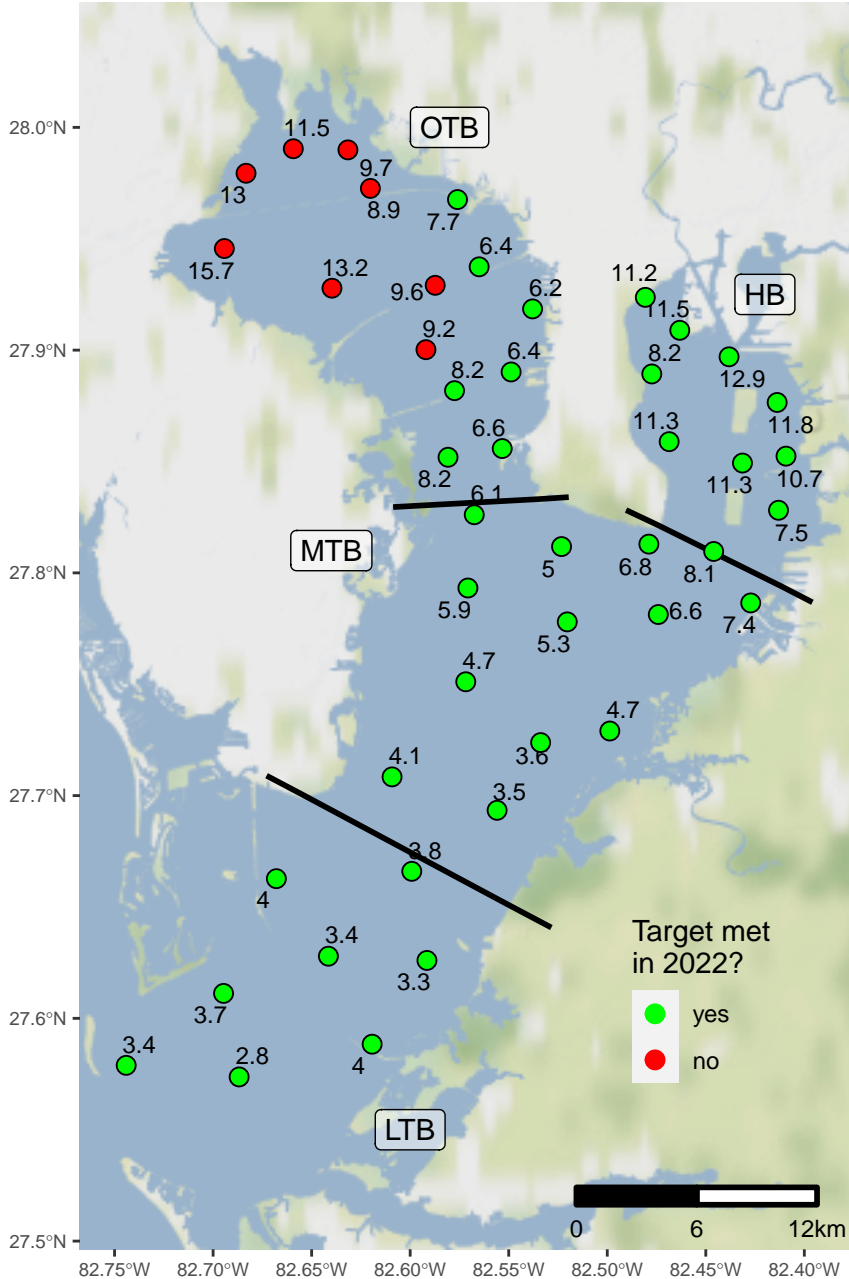 OTB
28.0°N
11.5
9.7
13
8.9
7.7
6.4
15.7
13.2
9.6
6.2
11.2
HB
11.5
27.9°N
9.2
8.2
6.4
8.2
12.9
6.6
11.3
11.8
8.2
11.3
10.7
6.1
7.5
MTB
5
6.8
8.1
27.8°N
5.9
5.3
6.6
7.4
4.7
4.7
4.1
3.6
27.7°N
3.5
3.8
4
3.4
3.3
Target met
in 2022?
yes
no
3.7
27.6°N
3.4
2.8
4
LTB
0
6
12km
27.5°N
82.75°W
82.70°W
82.65°W
82.60°W
82.55°W
82.50°W
82.45°W
82.40°W